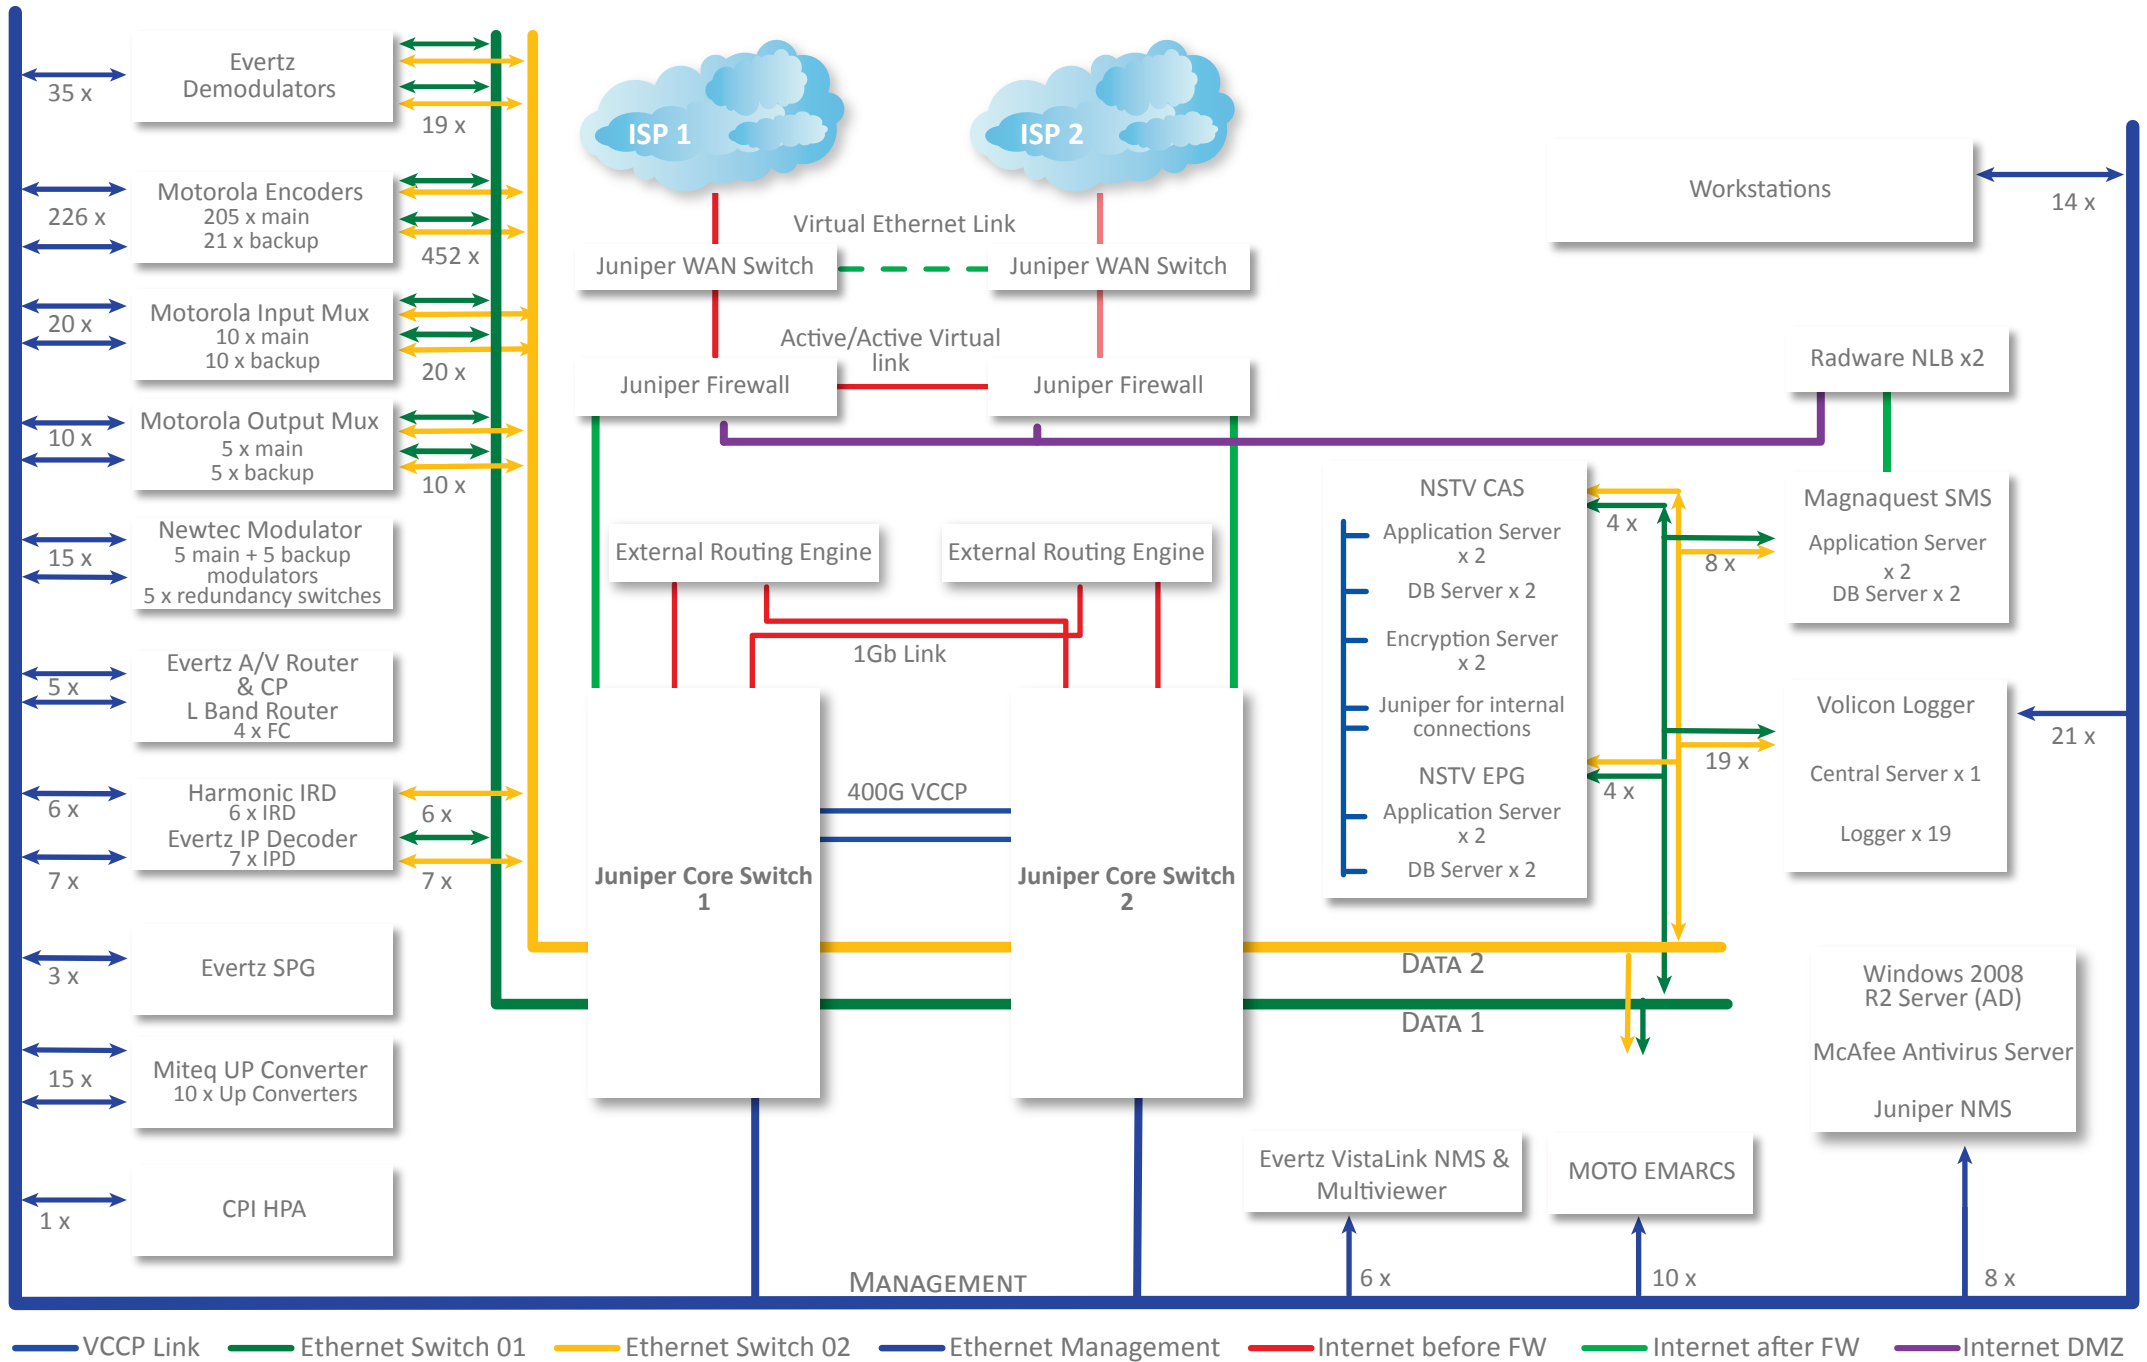 Evertz
Demodulators
35 x
19 x
Motorola Encoders
205 x main
21 x backup
226 x
452 x
Motorola Input Mux
10 x main
10 x backup
20 x
20 x
Motorola Output Mux
5 x main
5 x backup
10 x
10 x
Newtec Modulator
5 main + 5 backup
modulators
5 x redundancy switches
15 x
Evertz A/V Router
& CP
L Band Router
4 x FC
5 x
Harmonic IRD
6 x IRD
6 x
6 x
Evertz IP Decoder
7 x IPD
7 x
7 x
Evertz SPG
3 x
Miteq UP Converter
10 x Up Converters
15 x
CPI HPA
1 x
ISP 1
ISP 2
Virtual Ethernet Link
Juniper WAN Switch
Juniper WAN Switch
Active/Active Virtual
link
Juniper Firewall
Juniper Firewall
External Routing Engine
External Routing Engine
1Gb Link
400G VCCP
Juniper Core Switch
1
Juniper Core Switch
2
DATA 2
DATA 1
MANAGEMENT
Workstations
14 x
Radware NLB x2
NSTV CAS
Application Server
x 2
DB Server x 2
Encryption Server
x 2
Juniper for internal
connections
NSTV EPG
Application Server
x 2
DB Server x 2
4 x
8 x
19 x
4 x
Magnaquest SMS
Application Server
x 2
DB Server x 2
Volicon Logger
Central Server x 1
Logger x 19
21 x
Windows 2008
R2 Server (AD)
McAfee Antivirus Server
Juniper NMS
Evertz VistaLink NMS &
Multiviewer
MOTO EMARCS
6 x
10 x
8 x
VCCP Link
Ethernet Switch 01
Ethernet Switch 02
Ethernet Management
Internet before FW
Internet after FW
Internet DMZ